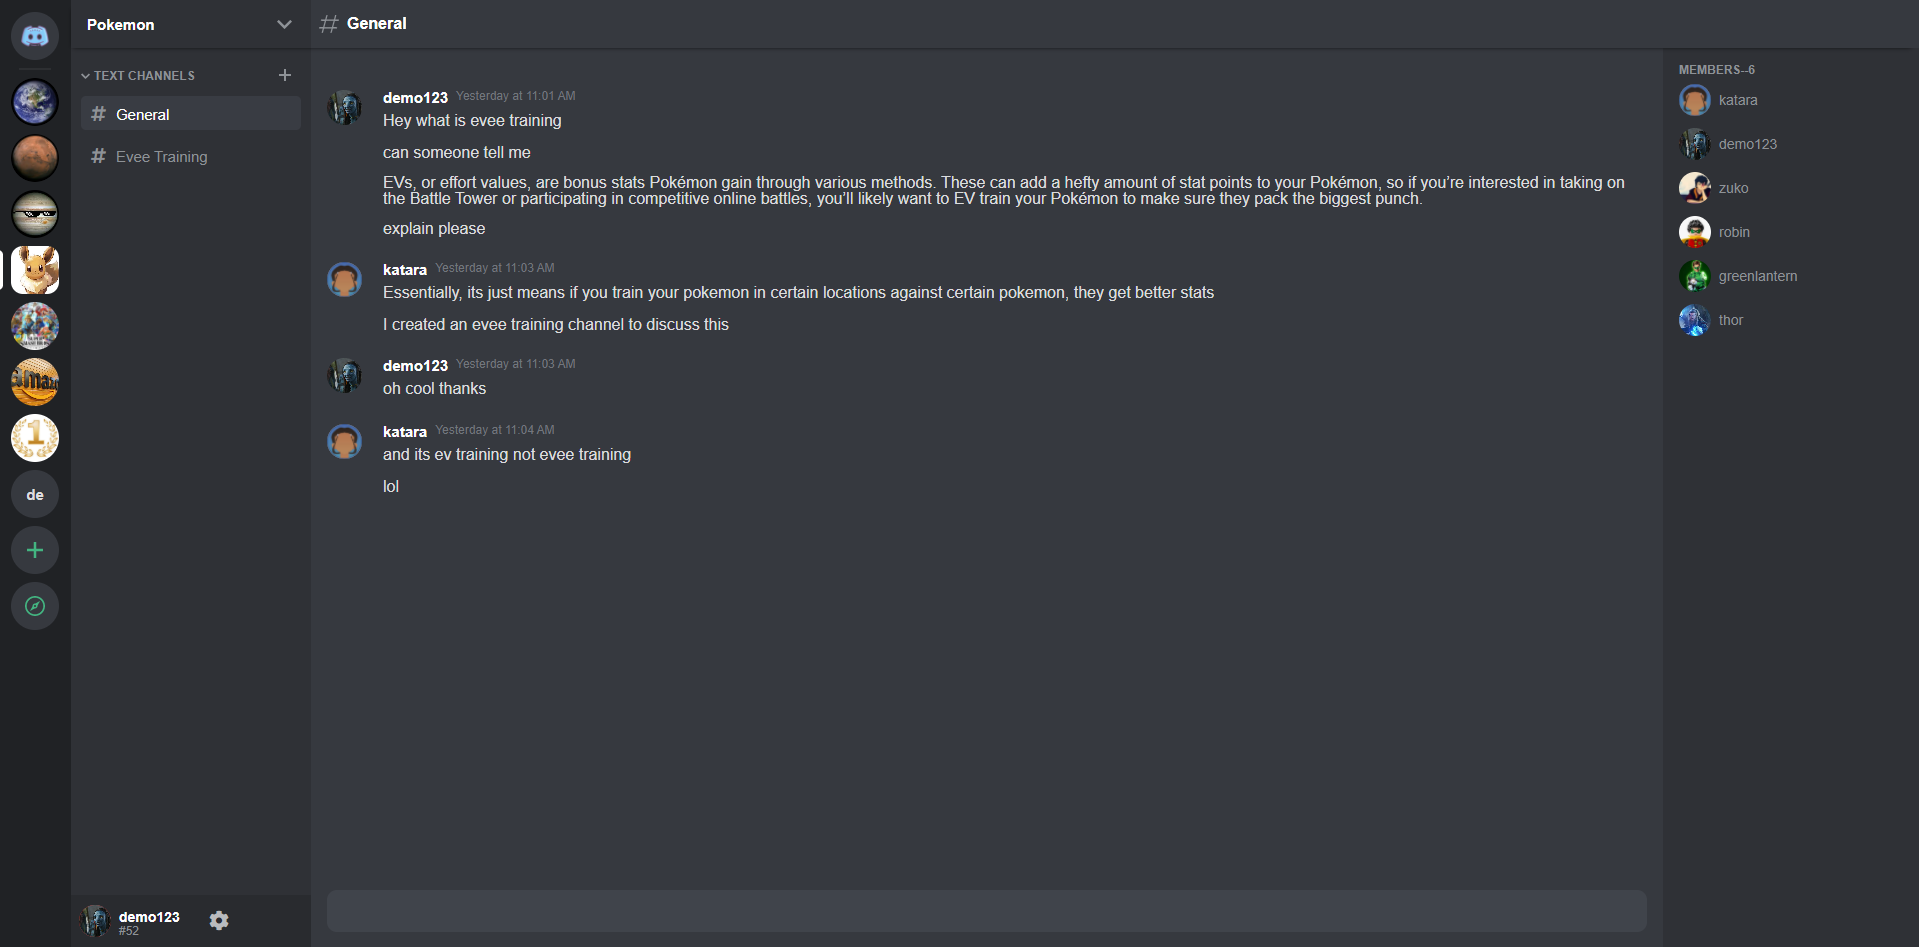 Pokemon
TEXT CHANNELS
General
Evee Training
de
demo123
#52
General
demo123 Yesterday at 11:01 AM
Hey what is evee training
can someone tell me
EVs, or effort values, are bonus stats Pokémon gain through various methods. These can add a hefty amount of stat points to your Pokémon, so if you’re interested in taking on
the Battle Tower or participating in competitive online battles, you’ll likely want to EV train your Pokémon to make sure they pack the biggest punch.
explain please
katara Yesterday at 11:03 AM
Essentially, its just means if you train your pokemon in certain locations against certain pokemon, they get better stats
I created an evee training channel to discuss this
demo123 Yesterday at 11:03 AM
oh cool thanks
katara Yesterday at 11:04 AM
and its ev training not evee training
lol
MEMBERS--6
katara
demo123
zuko
robin
greenlantern
thor